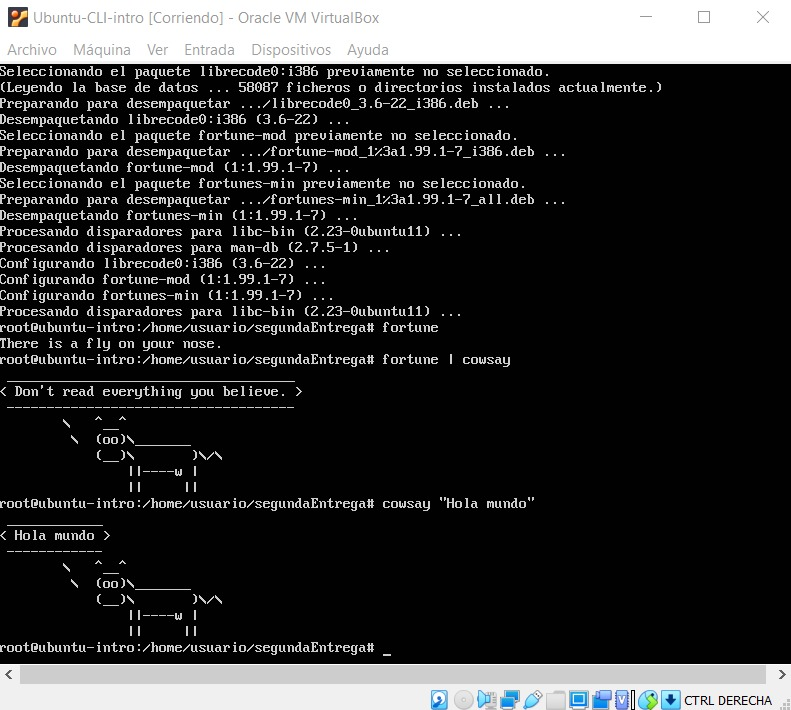 Ubuntu-CLI-intro [Corriendo] - Oracle VM VirtualBox
Archivo Máquina Ver Entrada Dispositivos Ayuda
Seleccionando el paquete librecode0:i386 previamente no seleccionado.
(Leyendo la base de datos ... 58087 ficheros o directorios instalados actualmente.)
Preparando para desempaquetar .../librecode0_3.6-22_i386.deb ...
Desempaquetando librecode0:i386 (3.6-22) ...
Seleccionando el paquete fortune-mod previamente no seleccionado.
Preparando para desempaquetar .../fortune-mod_1%3a1.99.1-7_i386.deb ...
Desempaquetando fortune-mod (1:1.99.1-7) ...
Seleccionando el paquete fortunes-min previamente no seleccionado.
Preparando para desempaquetar .../fortunes-min_1%3a1.99.1-7_all.deb ...
Desempaquetando fortunes-min (1:1.99.1-7) ...
Procesando disparadores para libc-bin (2.23-0ubuntu11) ...
Procesando disparadores para man-db (2.7.5-1) ...
Configurando librecode0:i386 (3.6-22) ...
Configurando fortune-mod (1:1.99.1-7) ...
Configurando fortunes-min (1:1.99.1-7) ...
Procesando disparadores para libc-bin (2.23-0ubuntu11) ...
root@ubuntu-intro:/home/usuario/segundaEntrega# fortune
There is a fly on your nose.
root@ubuntu-intro:/home/usuario/segundaEntrega# fortune | cowsay
 ___________________________________
< Don't read everything you believe. >
 -----------------------------------
        \   ^__^
         \  (oo)\_______
            (__)\       )\/\
                ||----w |
                ||     ||
root@ubuntu-intro:/home/usuario/segundaEntrega# cowsay "Hola mundo"
 ____________
< Hola mundo >
 ------------
        \   ^__^
         \  (oo)\_______
            (__)\       )\/\
                ||----w |
                ||     ||
root@ubuntu-intro:/home/usuario/segundaEntrega# _
CTRL DERECHA